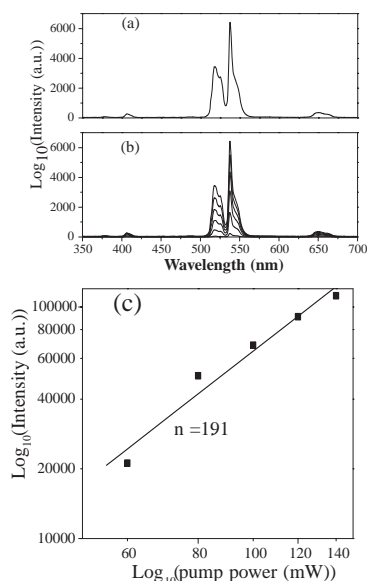 (a)
6000
4000
2000
0
Log10(Intensity (a.u.))
(b)
6000
4000
2000
0
350 400 450 500 550 600 650 700
Wavelength (nm)
(c)
100000
80000
60000
40000
20000
10000
Log10(Intensity (a.u.))
n =191
60 80 100 120 140
Log10(pump power (mW))